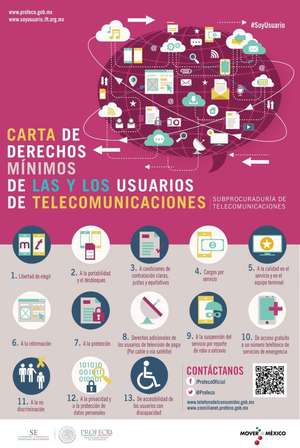 www.profeco.gob.mx
www.soyusuario.ift.org.mx
#SoyUsuario
CARTA DE
DERECHOS
MÍNIMOS
DE LAS Y LOS USUARIOS
DE TELECOMUNICACIONES
SUBPROCURADURÍA DE
TELECOMUNICACIONES
1. Libertad de elegir
2. A la portabilidad
y el desbloqueo
3. A condiciones de
contratación claras,
justas y equitativas
4. Cargos por
servicio
5. A la calidad en el
servicio y en el
equipo terminal
6. A la información
7. A la protección
8. Derechos adicionales de
los usuarios de televisión de pago
(Por cable o vía satélite)
9. A la suspensión del
servicio por reporte
de robo o extravío
10. De acceso gratuito
a un número telefónico de
servicios de emergencia
11. A la no
discriminación
12. A la privacidad y
a la protección de
datos personales
13. De accesibilidad de
los usuarios con
discapacidad
CONTÁCTANOS
/ProfecoOficial
@Profeco
www.telefonodelconsumidor.gob.mx
www.concilianet.profeco.gob.mx
SE
PROFECO
MOVER A MÉXICO